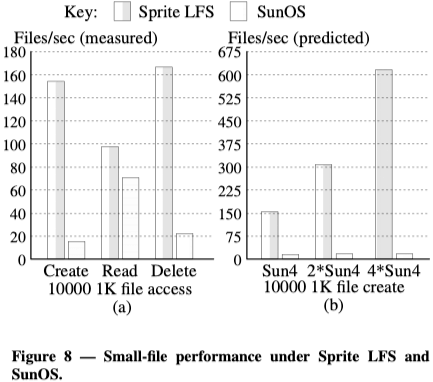 Key: Sprite LFS SunOS
Files/sec (measured)
180
160
140
120
100
80
60
40
20
0
Create Read Delete
10000 1K file access
(a)
Files/sec (predicted)
675
600
525
450
375
300
225
150
75
0
Sun4 2*Sun4 4*Sun4
10000 1K file create
(b)
Figure 8 — Small-file performance under Sprite LFS and
SunOS.